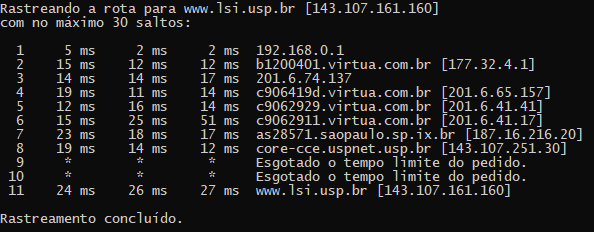 Rastreando a rota para www.lsi.usp.br [143.107.161.160]
com no máximo 30 saltos:
1 5 ms 2 ms 2 ms 192.168.0.1
2 15 ms 12 ms 12 ms b1200401.virtua.com.br [177.32.4.1]
3 14 ms 14 ms 17 ms 201.6.74.137
4 19 ms 11 ms 14 ms c906419d.virtua.com.br [201.6.65.157]
5 12 ms 16 ms 14 ms c9062929.virtua.com.br [201.6.41.41]
6 15 ms 25 ms 51 ms c9062911.virtua.com.br [201.6.41.17]
7 23 ms 18 ms 17 ms as28571.saopaulo.sp.ix.br [187.16.216.20]
8 19 ms 14 ms 12 ms core-cce.uspnet.usp.br [143.107.251.30]
9 * * * Esgotado o tempo limite do pedido.
10 * * * Esgotado o tempo limite do pedido.
11 24 ms 26 ms 27 ms www.lsi.usp.br [143.107.161.160]
Rastreamento concluído.